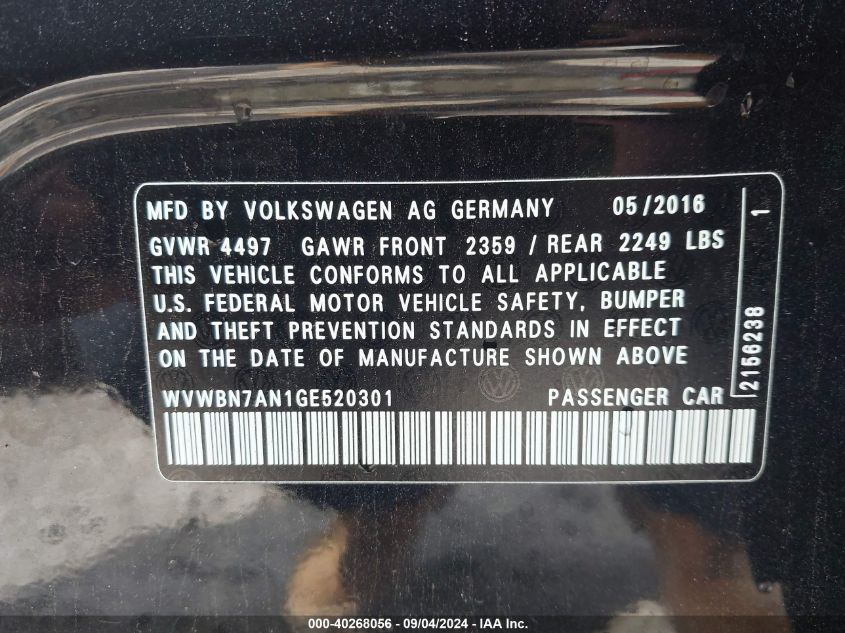 MFD BY VOLKSWAGEN AG GERMANY 05/2016
GVWR 4497 GAWR FRONT 2359 / REAR 2249 LBS
THIS VEHICLE CONFORMS TO ALL APPLICABLE
U.S. FEDERAL MOTOR VEHICLE SAFETY, BUMPER
AND THEFT PREVENTION STANDARDS IN EFFECT
ON THE DATE OF MANUFACTURE SHOWN ABOVE
WVWBN7AN1GE520301 PASSENGER CAR
2156238 1
000-40268056 - 09/04/2024 - IAA Inc.